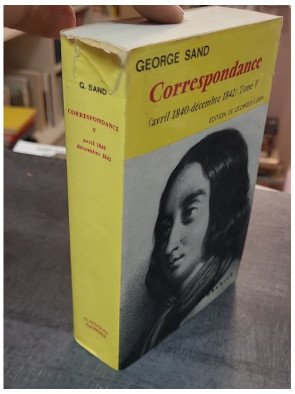 GEORGE SAND
Correspondance
(avril 1840-décembre 1842) Tome V
ÉDITION DE GEORGES LUBIN
GARNIER
G. SAND
CORRESPONDANCE
V
avril 1840
décembre 1842
CLASSIQUES
GARNIER